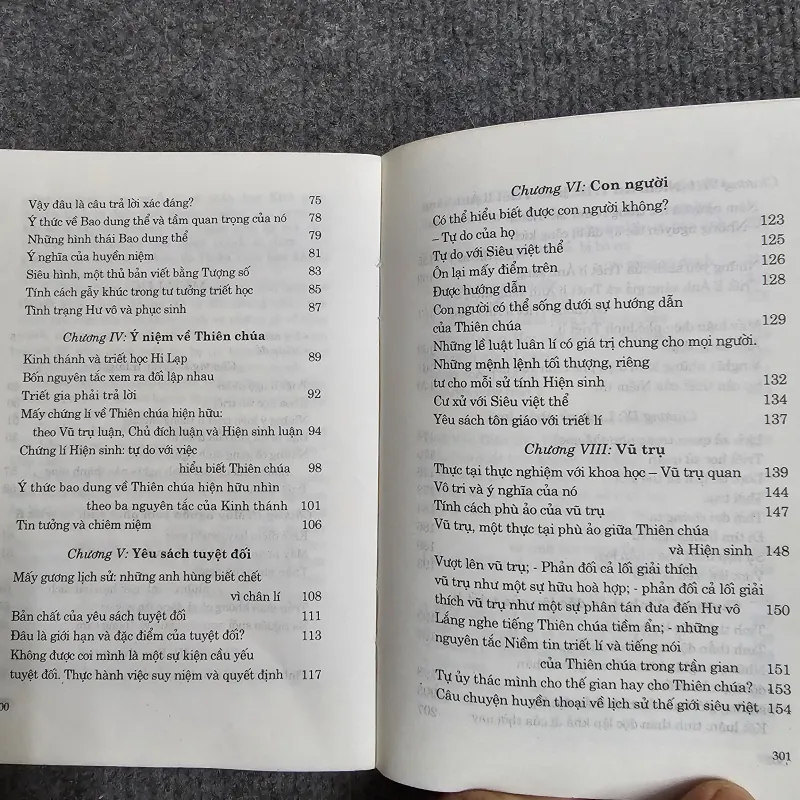 Vậy đâu là câu trả lời xác đáng? 75
Ý thức về Bao dung thể và tầm quan trọng của nó 78
Những hình thái Bao dung thể 79
Ý nghĩa của huyền niệm 81
Siêu hình, một thủ bản viết bằng Tượng số 83
Tính cách gẫy khúc trong tư tưởng triết học 85
Tình trạng Hư vô và phục sinh 87
Chương IV: Ý niệm về Thiên chúa
Kinh thánh và triết học Hi Lạp 89
Bốn nguyên tắc xem ra đối lập nhau
Triết gia phải trả lời 92
Mấy chứng lí về Thiên chúa hiện hữu:
theo Vũ trụ luận, Chủ đích luận và Hiện sinh luận 94
Chứng lí Hiện sinh: tự do với việc
hiểu biết Thiên chúa 98
Ý thức bao dung về Thiên chúa hiện hữu nhìn
theo ba nguyên tắc của Kinh thánh 101
Tin tưởng và chiêm niệm 106
Chương V: Yêu sách tuyệt đối
Mấy gương lịch sử: những anh hùng biết chết
vì chân lí 108
Bản chất của yêu sách tuyệt đối 111
Đâu là giới hạn và đặc điểm của tuyệt đối? 113
Không được coi mình là một sự kiện cầu yếu
tuyệt đối. Thực hành việc suy niệm và quyết định 117
00
Chương VI: Con người
Có thể hiểu biết được con người không?
– Tự do của họ 123
Tự do với Siêu việt thể 125
Ôn lại mấy điểm trên 126
Được hướng dẫn 128
Con người có thể sống dưới sự hướng dẫn
của Thiên chúa 129
Những lề luật luân lí có giá trị chung cho mọi người.
Những mệnh lệnh tối thượng, riêng
tư cho mỗi sử tính Hiện sinh 132
Cư xử với Siêu việt thể 134
Yêu sách tôn giáo với triết lí 137
Chương VIII: Vũ trụ
Thực tại thực nghiệm với khoa học – Vũ trụ quan 139
Vô tri và ý nghĩa của nó 144
Tính cách phù ảo của vũ trụ 147
Vũ trụ, một thực tại phù ảo giữa Thiên chúa
và Hiện sinh 148
Vượt lên vũ trụ; - Phản đối cả lối giải thích
vũ trụ như một sự hữu hoà hợp; - phản đối cả lối giải
thích vũ trụ như một sự phân tán đưa đến Hư vô 150
Lắng nghe tiếng Thiên chúa tiềm ẩn; - những
nguyên tắc Niềm tin triết lí và tiếng nói
của Thiên chúa trong trần gian 151
Tự ủy thác mình cho thế gian hay cho Thiên chúa? 153
Câu chuyện huyền thoại về lịch sử thế giới siêu việt 154
301